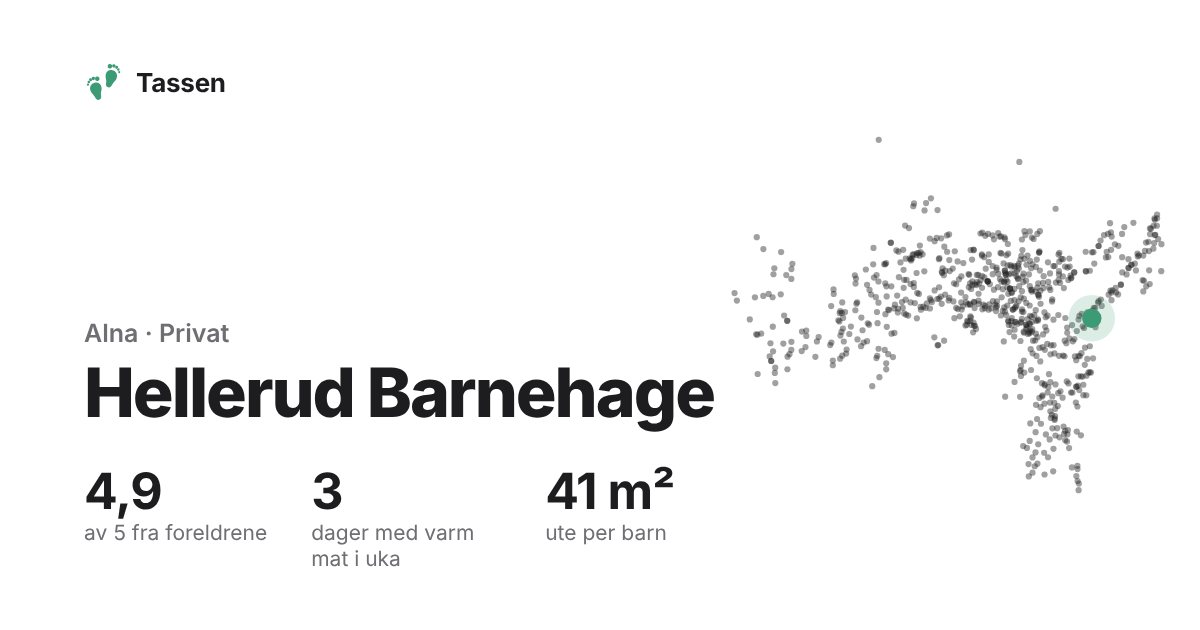 Tassen
Alna · Privat
Hellerud Barnehage
4,9
av 5 fra foreldrene
3
dager med varm
mat i uka
41 m²
ute per barn